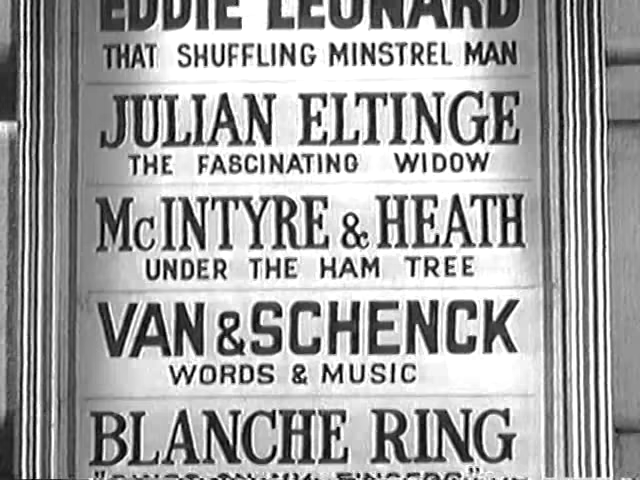 EDDIE LEONARD
THAT SHUFFLING MINSTREL MAN
JULIAN ELTINGE
THE FASCINATING WIDOW
McINTYRE & HEATH
UNDER THE HAM TREE
VAN & SCHENCK
WORDS & MUSIC
BLANCHE RING